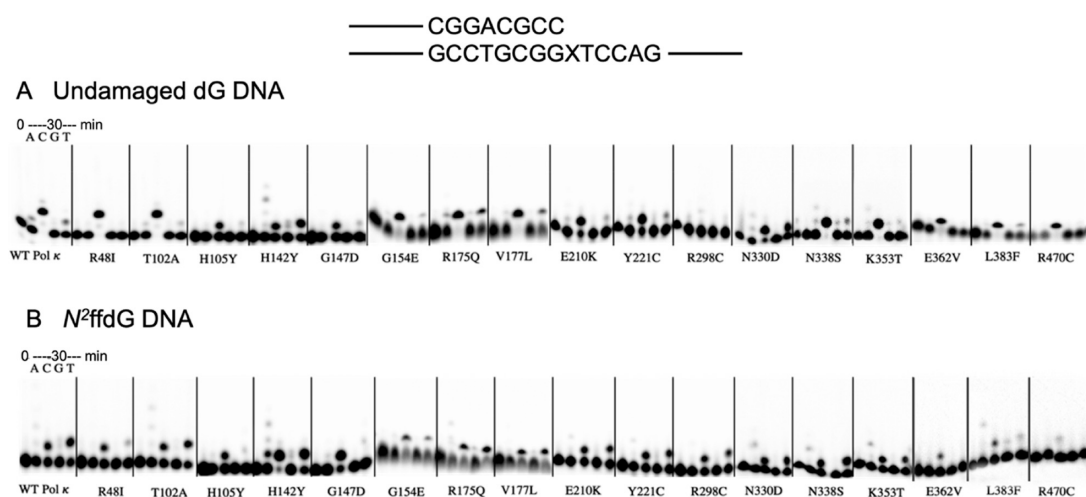 CGGACGCC
GCCTGCGGXTCCAG
A Undamaged dG DNA
0 ----30--- min
A C G T
WT Pol κ R48I T102A H105Y H142Y G147D G154E R175Q V177L E210K Y221C R298C N330D N338S K353T E362V L383F R470C
B N²ffdG DNA
0 ----30--- min
A C G T
WT Pol κ R48I T102A H105Y H142Y G147D G154E R175Q V177L E210K Y221C R298C N330D N338S K353T E362V L383F R470C